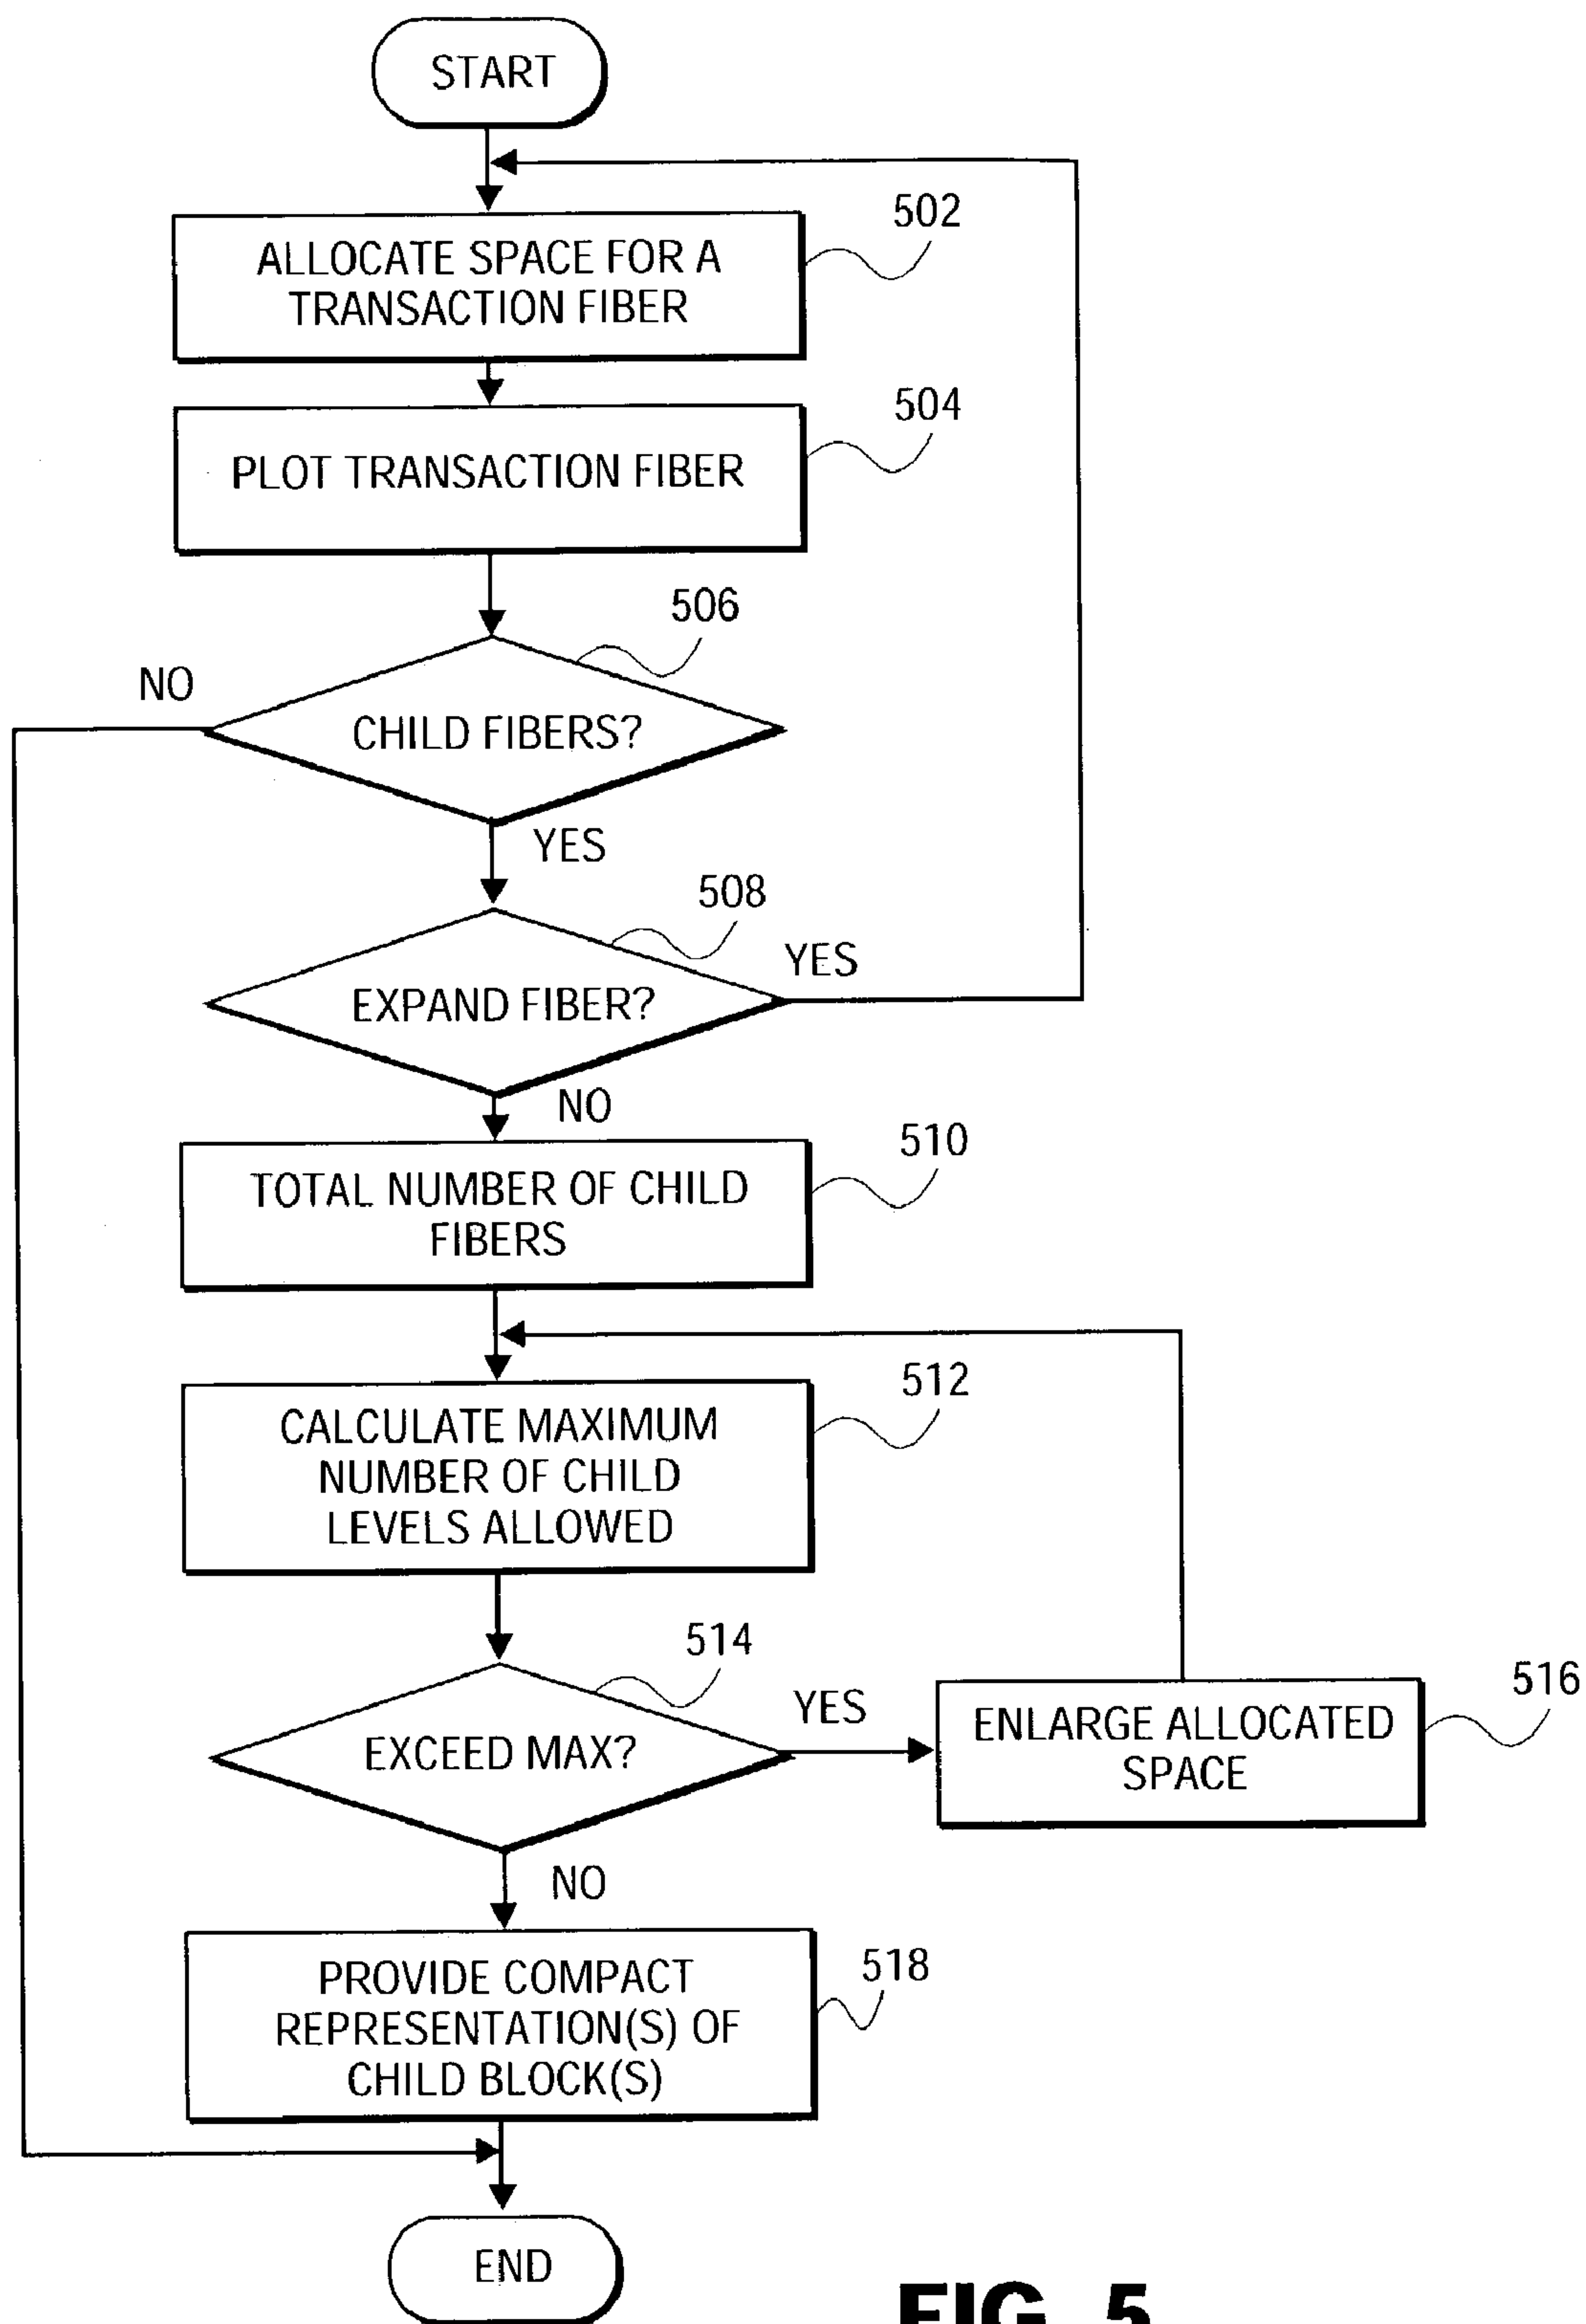 START
502
ALLOCATE SPACE FOR A
TRANSACTION FIBER
504
PLOT TRANSACTION FIBER
506
NO
CHILD FIBERS?
YES
508
YES
EXPAND FIBER?
NO
510
TOTAL NUMBER OF CHILD
FIBERS
512
CALCULATE MAXIMUM
NUMBER OF CHILD
LEVELS ALLOWED
514
YES
516
EXCEED MAX?
ENLARGE ALLOCATED
SPACE
NO
518
PROVIDE COMPACT
REPRESENTATION(S) OF
CHILD BLOCK(S)
END
FIG. 5